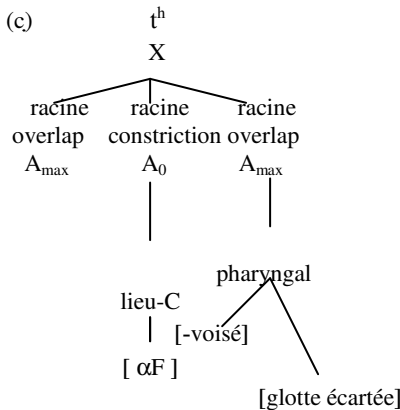 (c) tʰ
X
racine racine racine
overlap constriction overlap
Amax A0 Amax
pharyngal
lieu-C
[-voisé]
[ αF ]
[glotte écartée]